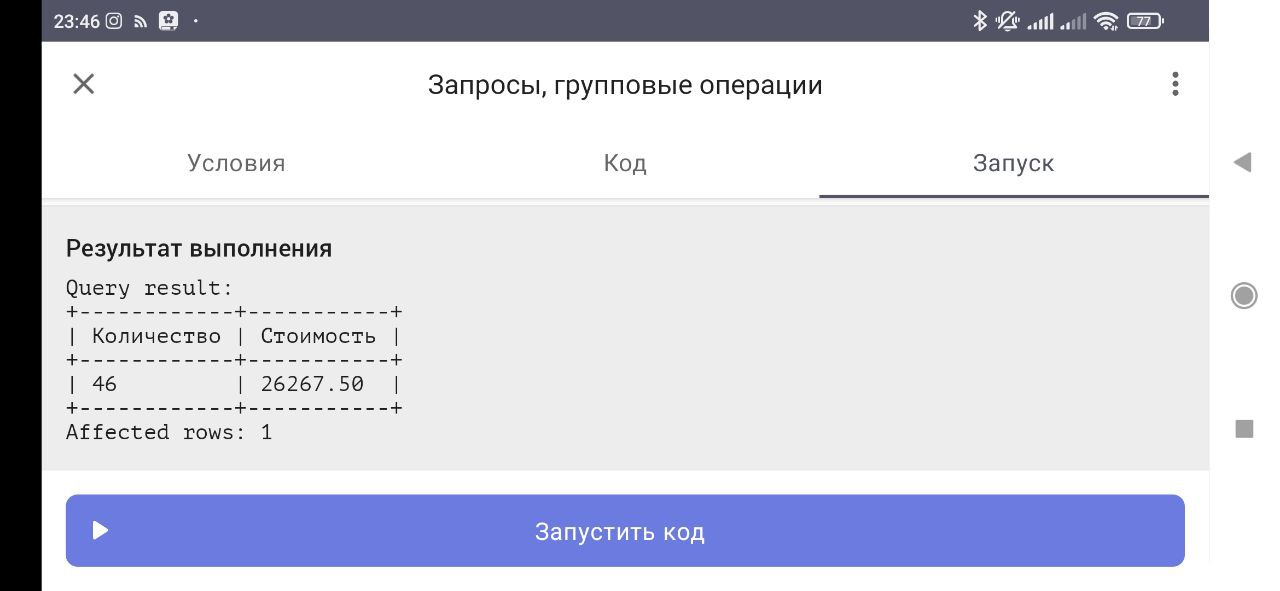 23:46
77
Запросы, групповые операции
Условия Код Запуск
Результат выполнения
Query result:
+------------+-----------+
| Количество | Стоимость |
+------------+-----------+
| 46         | 26267.50  |
+------------+-----------+
Affected rows: 1
Запустить код